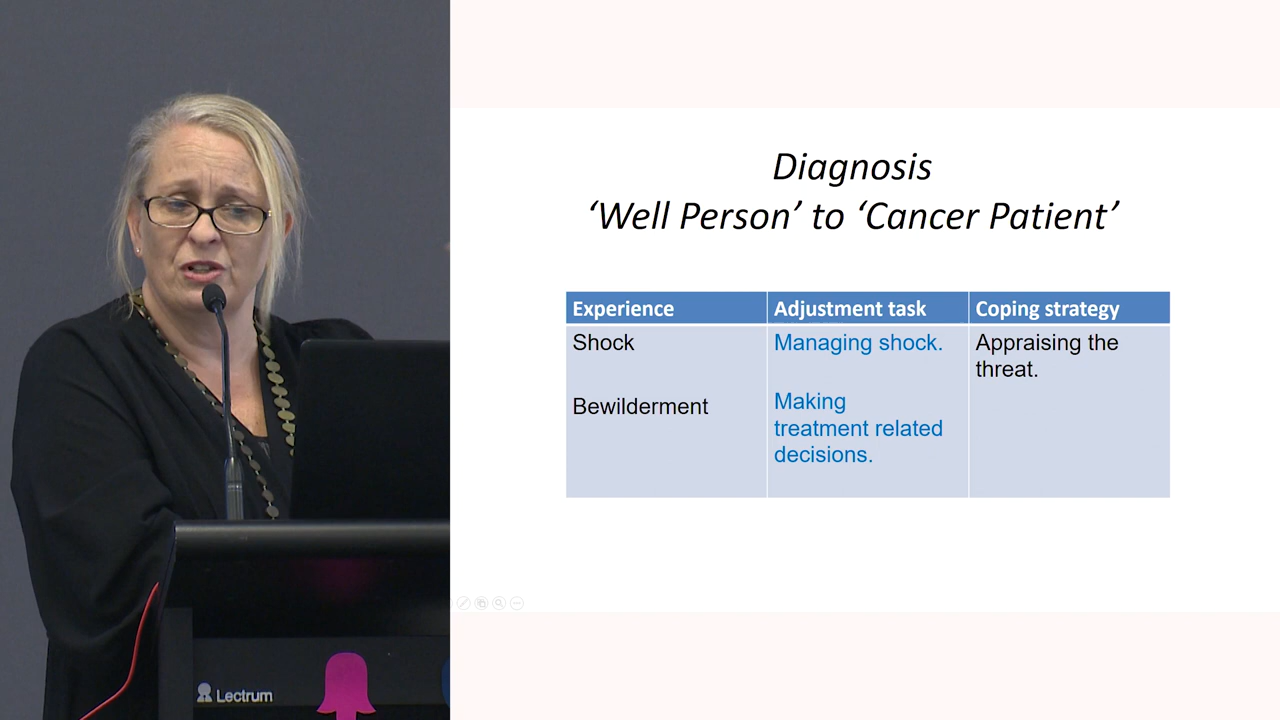 Diagnosis
‘Well Person’ to ‘Cancer Patient’
Experience
Adjustment task
Coping strategy
Shock
Managing shock.
Appraising the
threat.
Bewilderment
Making
treatment related
decisions.
Lectrum